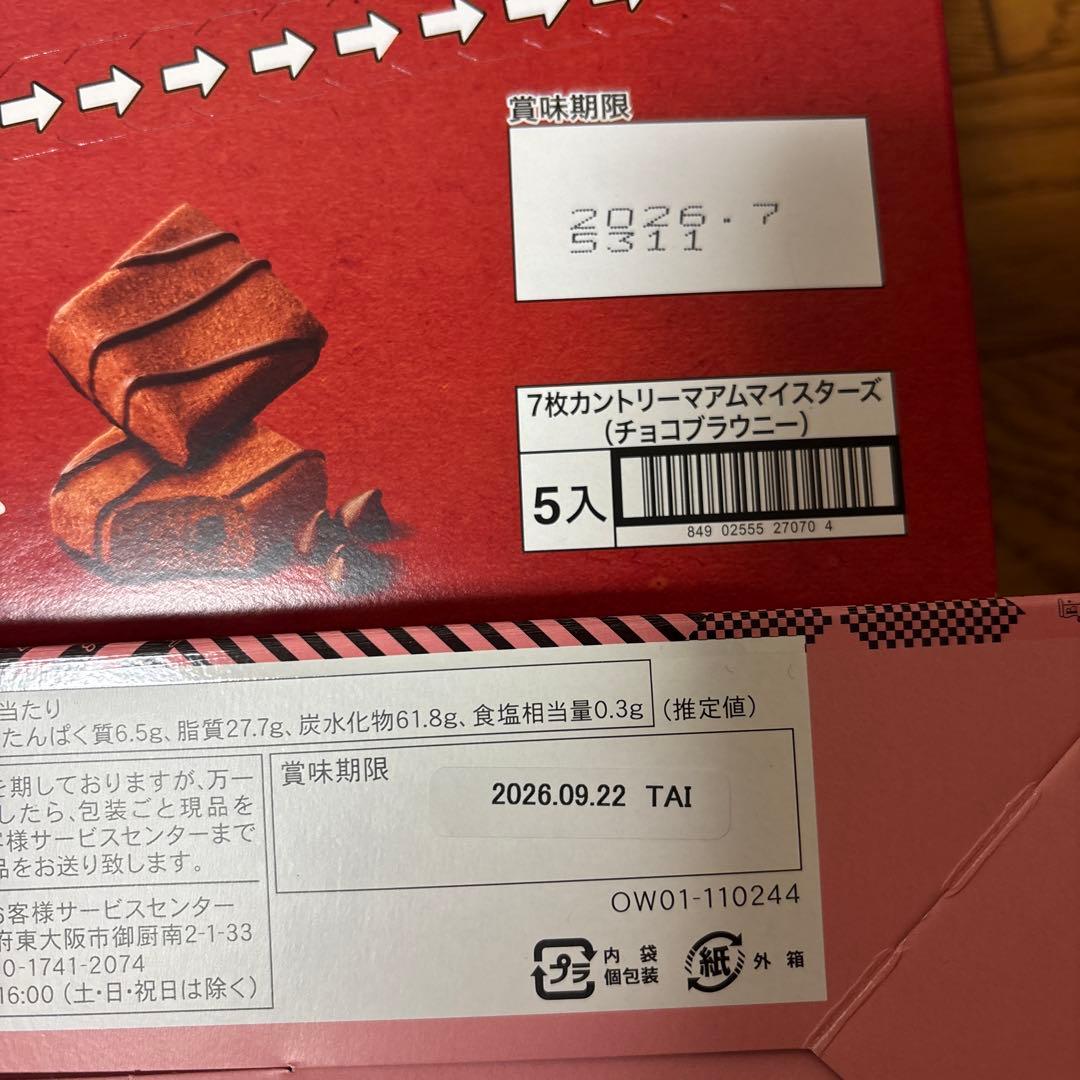 賞味期限
2026.7
5311
7枚カントリーマアムマイスターズ
(チョコブラウニー)
5入
849 02555 27070 4
当たり
たんぱく質6.5g、脂質27.7g、炭水化物61.8g、食塩相当量0.3g (推定値)
を期しておりますが、万一
したら、包装ごと現品を
客様サービスセンターまで
品をお送り致します。
賞味期限
2026.09.22 TAI
OW01-110244
お客様サービスセンター
府東大阪市御厨南2-1-33
0-1741-2074
16:00 (土・日・祝日は除く)
プラ
内袋
個包装
紙
外箱